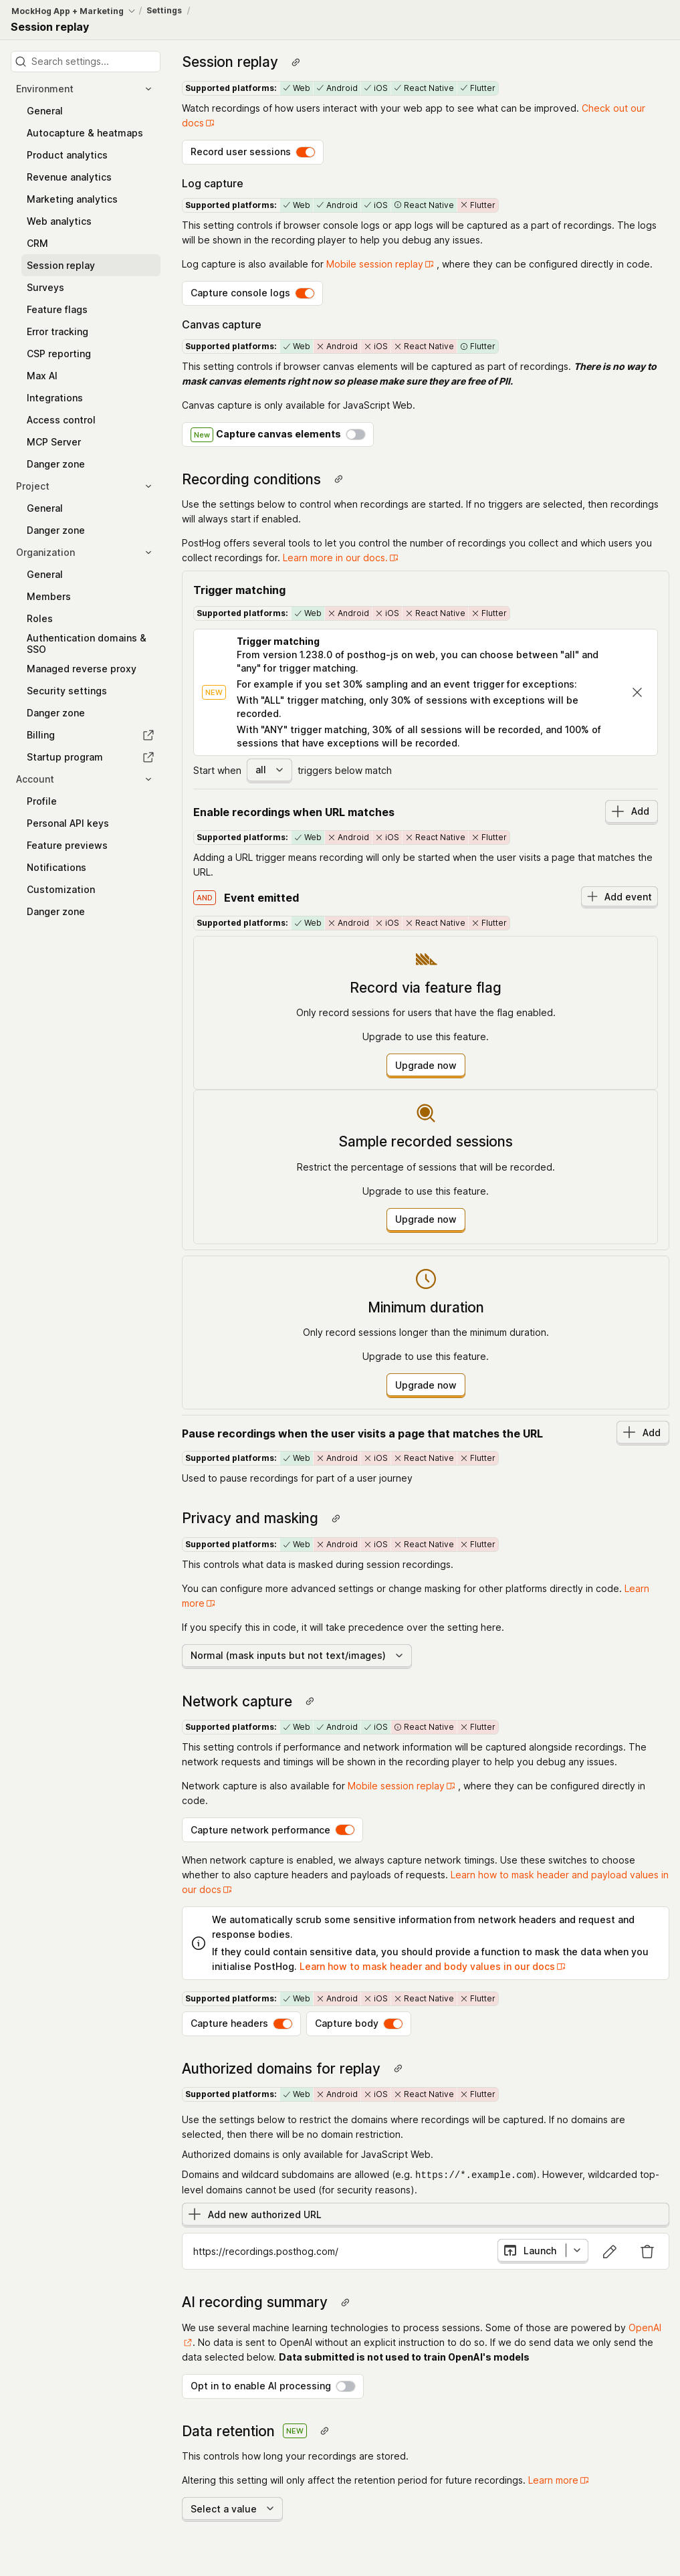 MockHog App + Marketing / Settings /
Session replay
Search settings...
Environment
General
Autocapture & heatmaps
Product analytics
Revenue analytics
Marketing analytics
Web analytics
CRM
Session replay
Surveys
Feature flags
Error tracking
CSP reporting
Max AI
Integrations
Access control
MCP Server
Danger zone
Project
General
Danger zone
Organization
General
Members
Roles
Authentication domains &
SSO
Managed reverse proxy
Security settings
Danger zone
Billing
Startup program
Account
Profile
Personal API keys
Feature previews
Notifications
Customization
Danger zone
Session replay
Supported platforms: Web Android iOS React Native Flutter
Watch recordings of how users interact with your web app to see what can be improved. Check out our
docs
Record user sessions
Log capture
Supported platforms: Web Android iOS React Native Flutter
This setting controls if browser console logs or app logs will be captured as a part of recordings. The logs
will be shown in the recording player to help you debug any issues.
Log capture is also available for Mobile session replay , where they can be configured directly in code.
Capture console logs
Canvas capture
Supported platforms: Web Android iOS React Native Flutter
This setting controls if browser canvas elements will be captured as part of recordings. There is no way to
mask canvas elements right now so please make sure they are free of PII.
Canvas capture is only available for JavaScript Web.
New Capture canvas elements
Recording conditions
Use the settings below to control when recordings are started. If no triggers are selected, then recordings
will always start if enabled.
PostHog offers several tools to let you control the number of recordings you collect and which users you
collect recordings for. Learn more in our docs.
Trigger matching
Supported platforms: Web Android iOS React Native Flutter
NEW
Trigger matching
From version 1.238.0 of posthog-js on web, you can choose between "all" and
"any" for trigger matching.
For example if you set 30% sampling and an event trigger for exceptions:
With "ALL" trigger matching, only 30% of sessions with exceptions will be
recorded.
With "ANY" trigger matching, 30% of all sessions will be recorded, and 100% of
sessions that have exceptions will be recorded.
Start when all triggers below match
Enable recordings when URL matches Add
Supported platforms: Web Android iOS React Native Flutter
Adding a URL trigger means recording will only be started when the user visits a page that matches the
URL.
AND Event emitted Add event
Supported platforms: Web Android iOS React Native Flutter
Record via feature flag
Only record sessions for users that have the flag enabled.
Upgrade to use this feature.
Upgrade now
Sample recorded sessions
Restrict the percentage of sessions that will be recorded.
Upgrade to use this feature.
Upgrade now
Minimum duration
Only record sessions longer than the minimum duration.
Upgrade to use this feature.
Upgrade now
Pause recordings when the user visits a page that matches the URL Add
Supported platforms: Web Android iOS React Native Flutter
Used to pause recordings for part of a user journey
Privacy and masking
Supported platforms: Web Android iOS React Native Flutter
This controls what data is masked during session recordings.
You can configure more advanced settings or change masking for other platforms directly in code. Learn
more
If you specify this in code, it will take precedence over the setting here.
Normal (mask inputs but not text/images)
Network capture
Supported platforms: Web Android iOS React Native Flutter
This setting controls if performance and network information will be captured alongside recordings. The
network requests and timings will be shown in the recording player to help you debug any issues.
Network capture is also available for Mobile session replay , where they can be configured directly in
code.
Capture network performance
When network capture is enabled, we always capture network timings. Use these switches to choose
whether to also capture headers and payloads of requests. Learn how to mask header and payload values in
our docs
We automatically scrub some sensitive information from network headers and request and
response bodies.
If they could contain sensitive data, you should provide a function to mask the data when you
initialise PostHog. Learn how to mask header and body values in our docs
Supported platforms: Web Android iOS React Native Flutter
Capture headers Capture body
Authorized domains for replay
Supported platforms: Web Android iOS React Native Flutter
Use the settings below to restrict the domains where recordings will be captured. If no domains are
selected, then there will be no domain restriction.
Authorized domains is only available for JavaScript Web.
Domains and wildcard subdomains are allowed (e.g. https://*.example.com). However, wildcarded top-
level domains cannot be used (for security reasons).
Add new authorized URL
https://recordings.posthog.com/ Launch
AI recording summary
We use several machine learning technologies to process sessions. Some of those are powered by OpenAI
. No data is sent to OpenAI without an explicit instruction to do so. If we do send data we only send the
data selected below. Data submitted is not used to train OpenAI's models
Opt in to enable AI processing
Data retention NEW
This controls how long your recordings are stored.
Altering this setting will only affect the retention period for future recordings. Learn more
Select a value